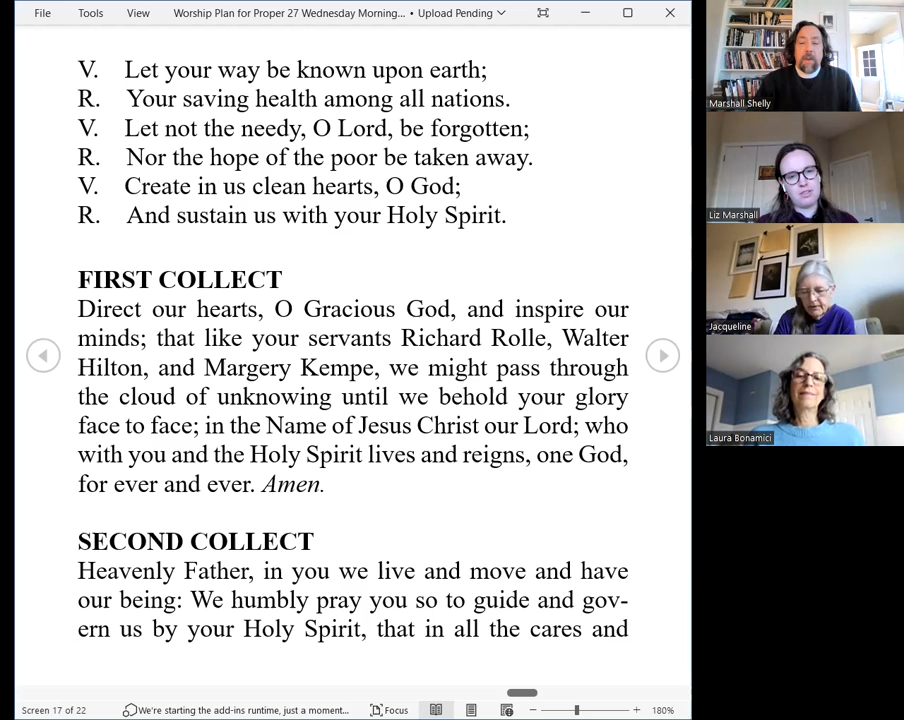 File Tools View Worship Plan for Proper 27 Wednesday Morning... • Upload Pending
V. Let your way be known upon earth;
R. Your saving health among all nations.
V. Let not the needy, O Lord, be forgotten;
R. Nor the hope of the poor be taken away.
V. Create in us clean hearts, O God;
R. And sustain us with your Holy Spirit.
FIRST COLLECT
Direct our hearts, O Gracious God, and inspire our
minds; that like your servants Richard Rolle, Walter
Hilton, and Margery Kempe, we might pass through
the cloud of unknowing until we behold your glory
face to face; in the Name of Jesus Christ our Lord; who
with you and the Holy Spirit lives and reigns, one God,
for ever and ever. Amen.
SECOND COLLECT
Heavenly Father, in you we live and move and have
our being: We humbly pray you so to guide and gov-
ern us by your Holy Spirit, that in all the cares and
Screen 17 of 22 We're starting the add-ins runtime, just a moment... Focus 180%
Marshall Shelly
Liz Marshall
Jacqueline
Laura Bonamici